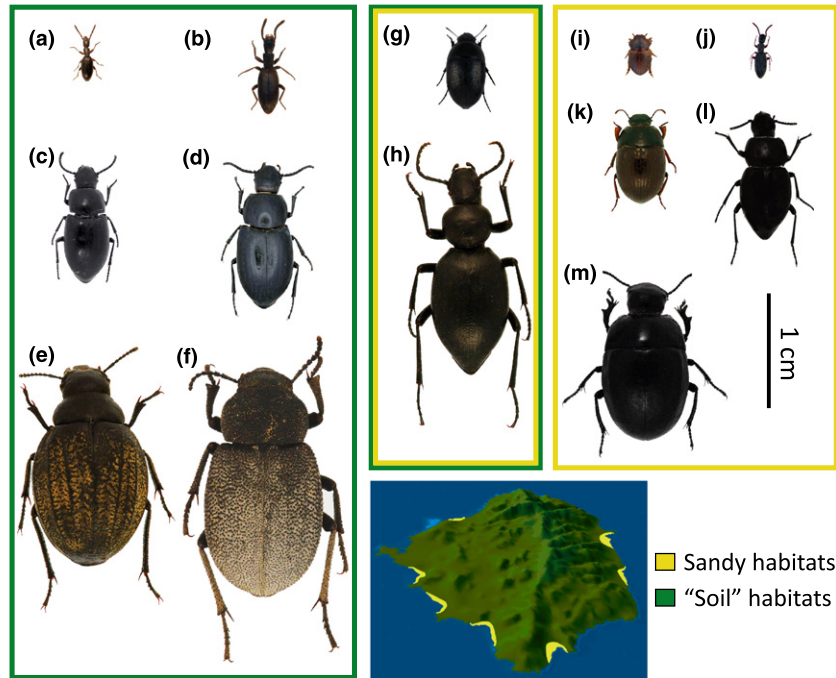 (a)
(b)
(c)
(d)
(e)
(f)
(g)
(h)
(i)
(j)
(k)
(l)
(m)
1 cm
Sandy habitats
“Soil” habitats